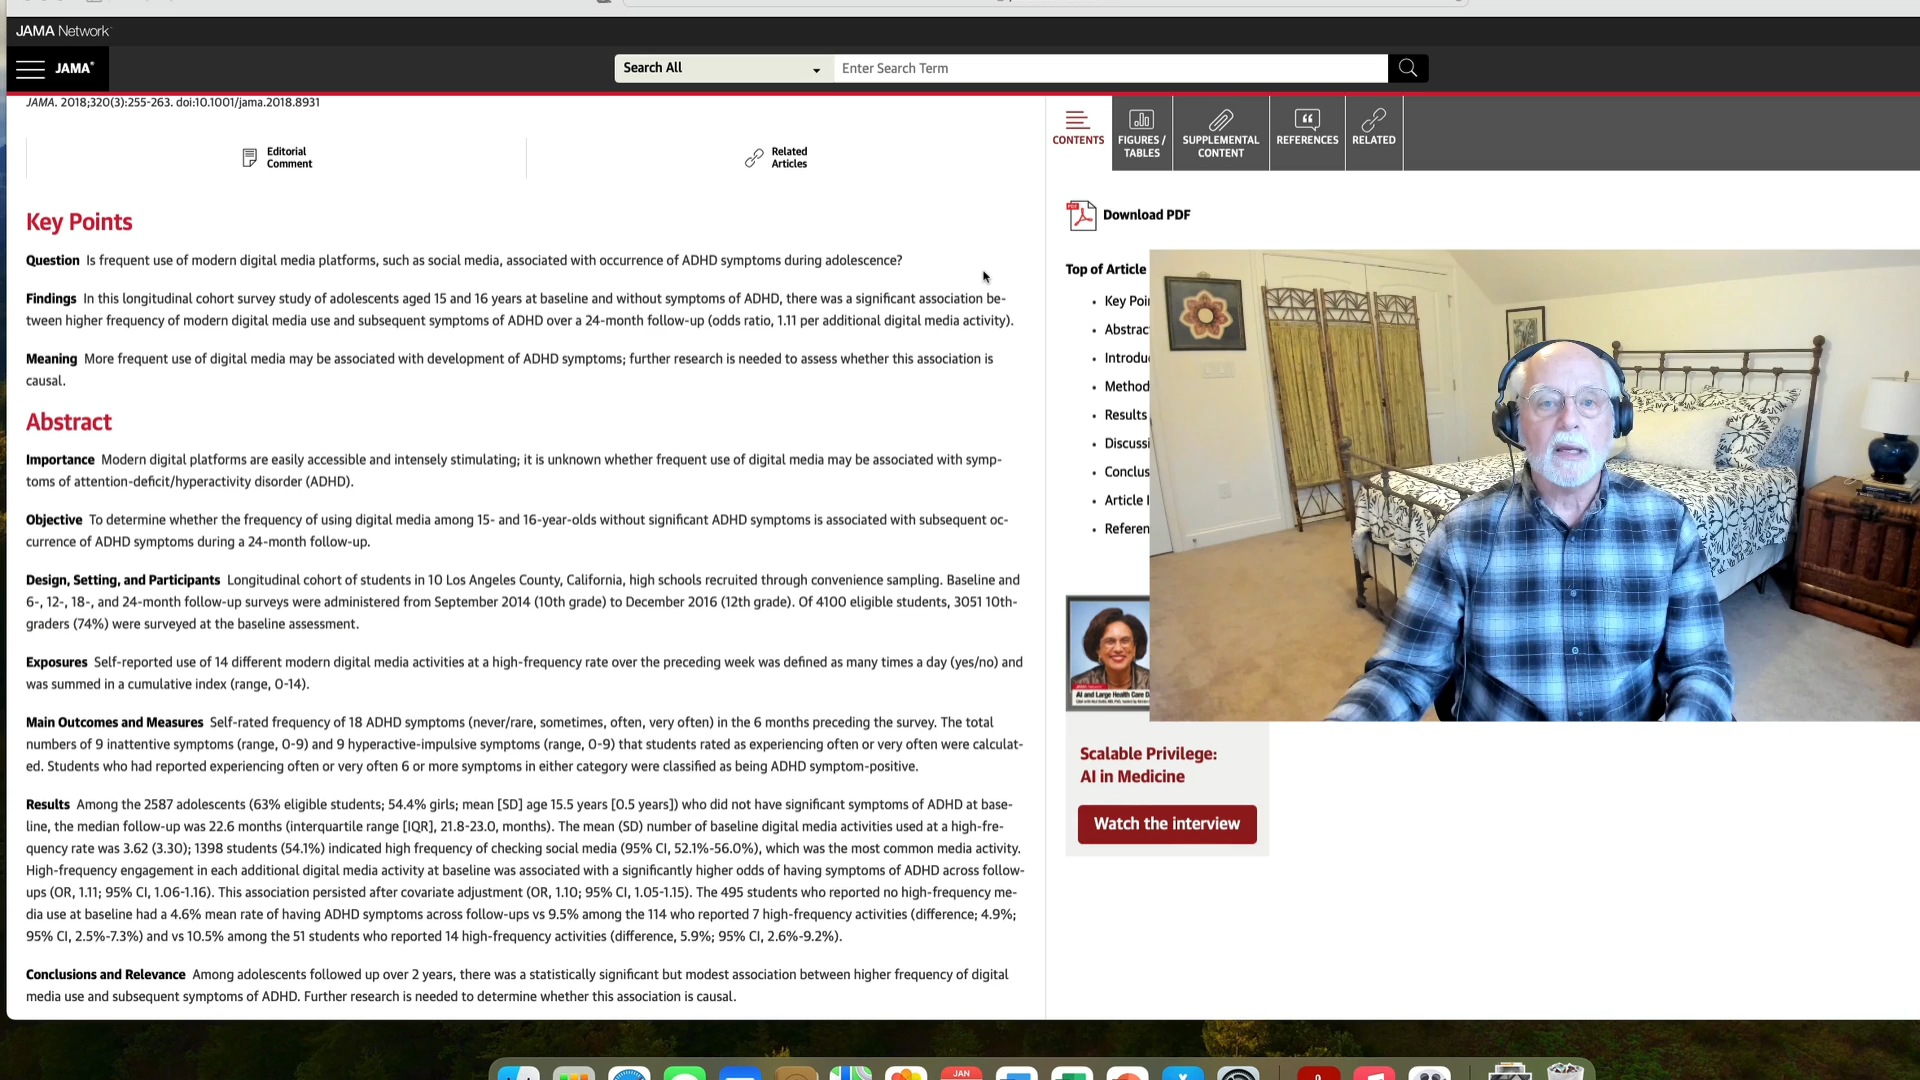 JAMA Network
JAMA®
Search All
Enter Search Term
JAMA. 2018;320(3):255-263. doi:10.1001/jama.2018.8931
Editorial
Comment
Related
Articles
CONTENTS
FIGURES /
TABLES
SUPPLEMENTAL
CONTENT
REFERENCES
RELATED
Key Points
Question Is frequent use of modern digital media platforms, such as social media, associated with occurrence of ADHD symptoms during adolescence?
Findings In this longitudinal cohort survey study of adolescents aged 15 and 16 years at baseline and without symptoms of ADHD, there was a significant association be-
tween higher frequency of modern digital media use and subsequent symptoms of ADHD over a 24-month follow-up (odds ratio, 1.11 per additional digital media activity).
Meaning More frequent use of digital media may be associated with development of ADHD symptoms; further research is needed to assess whether this association is
causal.
Abstract
Importance Modern digital platforms are easily accessible and intensely stimulating; it is unknown whether frequent use of digital media may be associated with symp-
toms of attention-deficit/hyperactivity disorder (ADHD).
Objective To determine whether the frequency of using digital media among 15- and 16-year-olds without significant ADHD symptoms is associated with subsequent oc-
currence of ADHD symptoms during a 24-month follow-up.
Design, Setting, and Participants Longitudinal cohort of students in 10 Los Angeles County, California, high schools recruited through convenience sampling. Baseline and
6-, 12-, 18-, and 24-month follow-up surveys were administered from September 2014 (10th grade) to December 2016 (12th grade). Of 4100 eligible students, 3051 10th-
graders (74%) were surveyed at the baseline assessment.
Exposures Self-reported use of 14 different modern digital media activities at a high-frequency rate over the preceding week was defined as many times a day (yes/no) and
was summed in a cumulative index (range, 0-14).
Main Outcomes and Measures Self-rated frequency of 18 ADHD symptoms (never/rare, sometimes, often, very often) in the 6 months preceding the survey. The total
numbers of 9 inattentive symptoms (range, 0-9) and 9 hyperactive-impulsive symptoms (range, 0-9) that students rated as experiencing often or very often were calculat-
ed. Students who had reported experiencing often or very often 6 or more symptoms in either category were classified as being ADHD symptom-positive.
Results Among the 2587 adolescents (63% eligible students; 54.4% girls; mean [SD] age 15.5 years [0.5 years]) who did not have significant symptoms of ADHD at base-
line, the median follow-up was 22.6 months (interquartile range [IQR], 21.8-23.0, months). The mean (SD) number of baseline digital media activities used at a high-fre-
quency rate was 3.62 (3.30); 1398 students (54.1%) indicated high frequency of checking social media (95% CI, 52.1%-56.0%), which was the most common media activity.
High-frequency engagement in each additional digital media activity at baseline was associated with a significantly higher odds of having symptoms of ADHD across follow-
ups (OR, 1.11; 95% CI, 1.06-1.16). This association persisted after covariate adjustment (OR, 1.10; 95% CI, 1.05-1.15). The 495 students who reported no high-frequency me-
dia use at baseline had a 4.6% mean rate of having ADHD symptoms across follow-ups vs 9.5% among the 114 who reported 7 high-frequency activities (difference; 4.9%;
95% CI, 2.5%-7.3%) and vs 10.5% among the 51 students who reported 14 high-frequency activities (difference, 5.9%; 95% CI, 2.6%-9.2%).
Conclusions and Relevance Among adolescents followed up over 2 years, there was a statistically significant but modest association between higher frequency of digital
media use and subsequent symptoms of ADHD. Further research is needed to determine whether this association is causal.
PDF
Download PDF
Top of Article
Key Poi
Abstrac
Introdu
Method
Results
Discussi
Conclus
Article I
Referen
AI and Large Health Care
Scalable Privilege:
AI in Medicine
Watch the interview
JAN